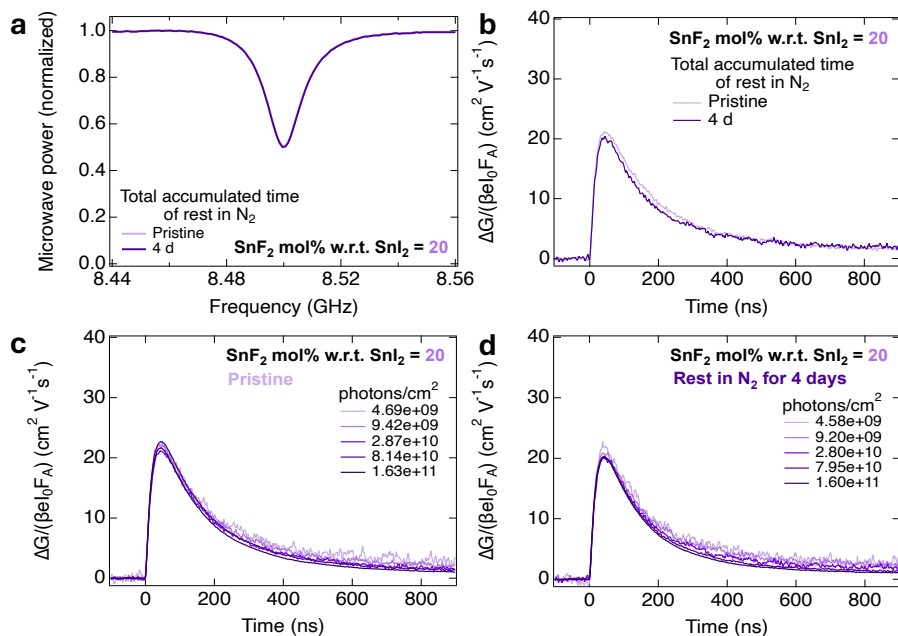 a
Microwave power (normalized)
1.0
0.8
0.6
0.4
0.2
0.0
Total accumulated time
of rest in N₂
Pristine
4 d
SnF₂ mol% w.r.t. SnI₂ = 20
8.44
8.48
8.52
8.56
Frequency (GHz)
b
ΔG/(βeI₀F_A) (cm² V⁻¹s⁻¹)
40
30
20
10
0
SnF₂ mol% w.r.t. SnI₂ = 20
Total accumulated time
of rest in N₂
Pristine
4 d
0
200
400
600
800
Time (ns)
c
ΔG/(βeI₀F_A) (cm² V⁻¹s⁻¹)
40
30
20
10
0
SnF₂ mol% w.r.t. SnI₂ = 20
Pristine
photons/cm²
4.69e+09
9.42e+09
2.87e+10
8.14e+10
1.63e+11
0
200
400
600
800
Time (ns)
d
ΔG/(βeI₀F_A) (cm² V⁻¹s⁻¹)
40
30
20
10
0
SnF₂ mol% w.r.t. SnI₂ = 20
Rest in N₂ for 4 days
photons/cm²
4.58e+09
9.20e+09
2.80e+10
7.95e+10
1.60e+11
0
200
400
600
800
Time (ns)